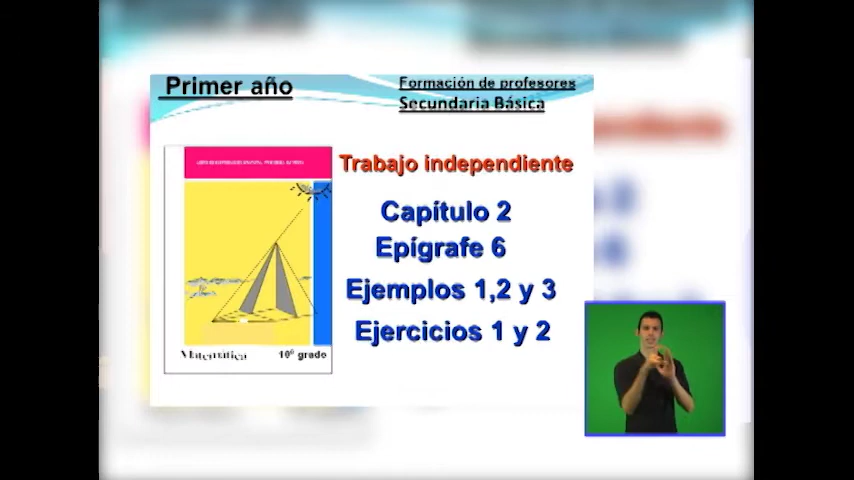 Primer año
Formación de profesores
Secundaria Básica
Trabajo independiente
Capítulo 2
Epígrafe 6
Ejemplos 1,2 y 3
Ejercicios 1 y 2
Matemática
10º grado